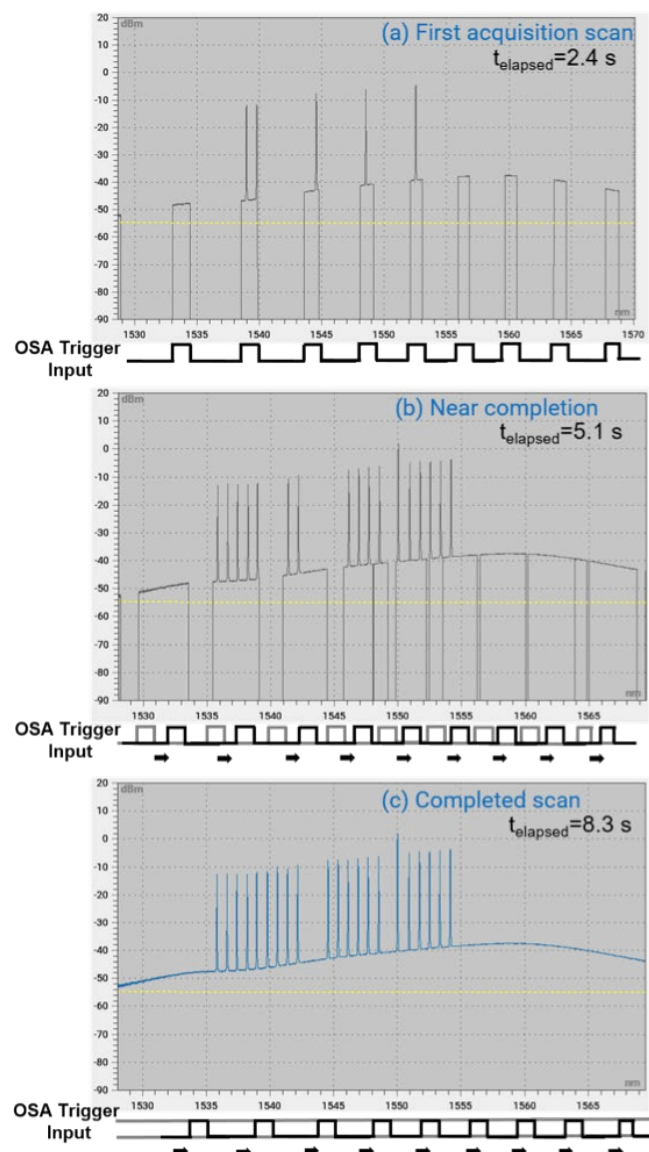 20
dBm
(a) First acquisition scan
t_elapsed=2.4 s
10
0
-10
-20
-30
-40
-50
-60
-70
-80
-90
nm
1530 1535 1540 1545 1550 1555 1560 1565 1570
OSA Trigger
Input
20
dBm
(b) Near completion
t_elapsed=5.1 s
10
0
-10
-20
-30
-40
-50
-60
-70
-80
-90
nm
1530 1535 1540 1545 1550 1555 1560 1565
OSA Trigger
Input
20
dBm
(c) Completed scan
t_elapsed=8.3 s
10
0
-10
-20
-30
-40
-50
-60
-70
-80
-90
nm
1530 1535 1540 1545 1550 1555 1560 1565
OSA Trigger
Input